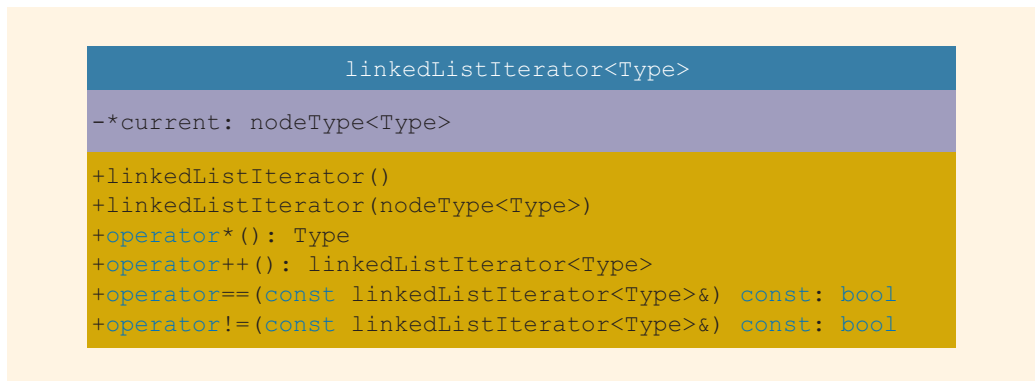 linkedListIterator<Type>
-*current: nodeType<Type>
+linkedListIterator()
+linkedListIterator(nodeType<Type>)
+operator*(): Type
+operator++(): linkedListIterator<Type>
+operator==(const linkedListIterator<Type>&) const: bool
+operator!=(const linkedListIterator<Type>&) const: bool